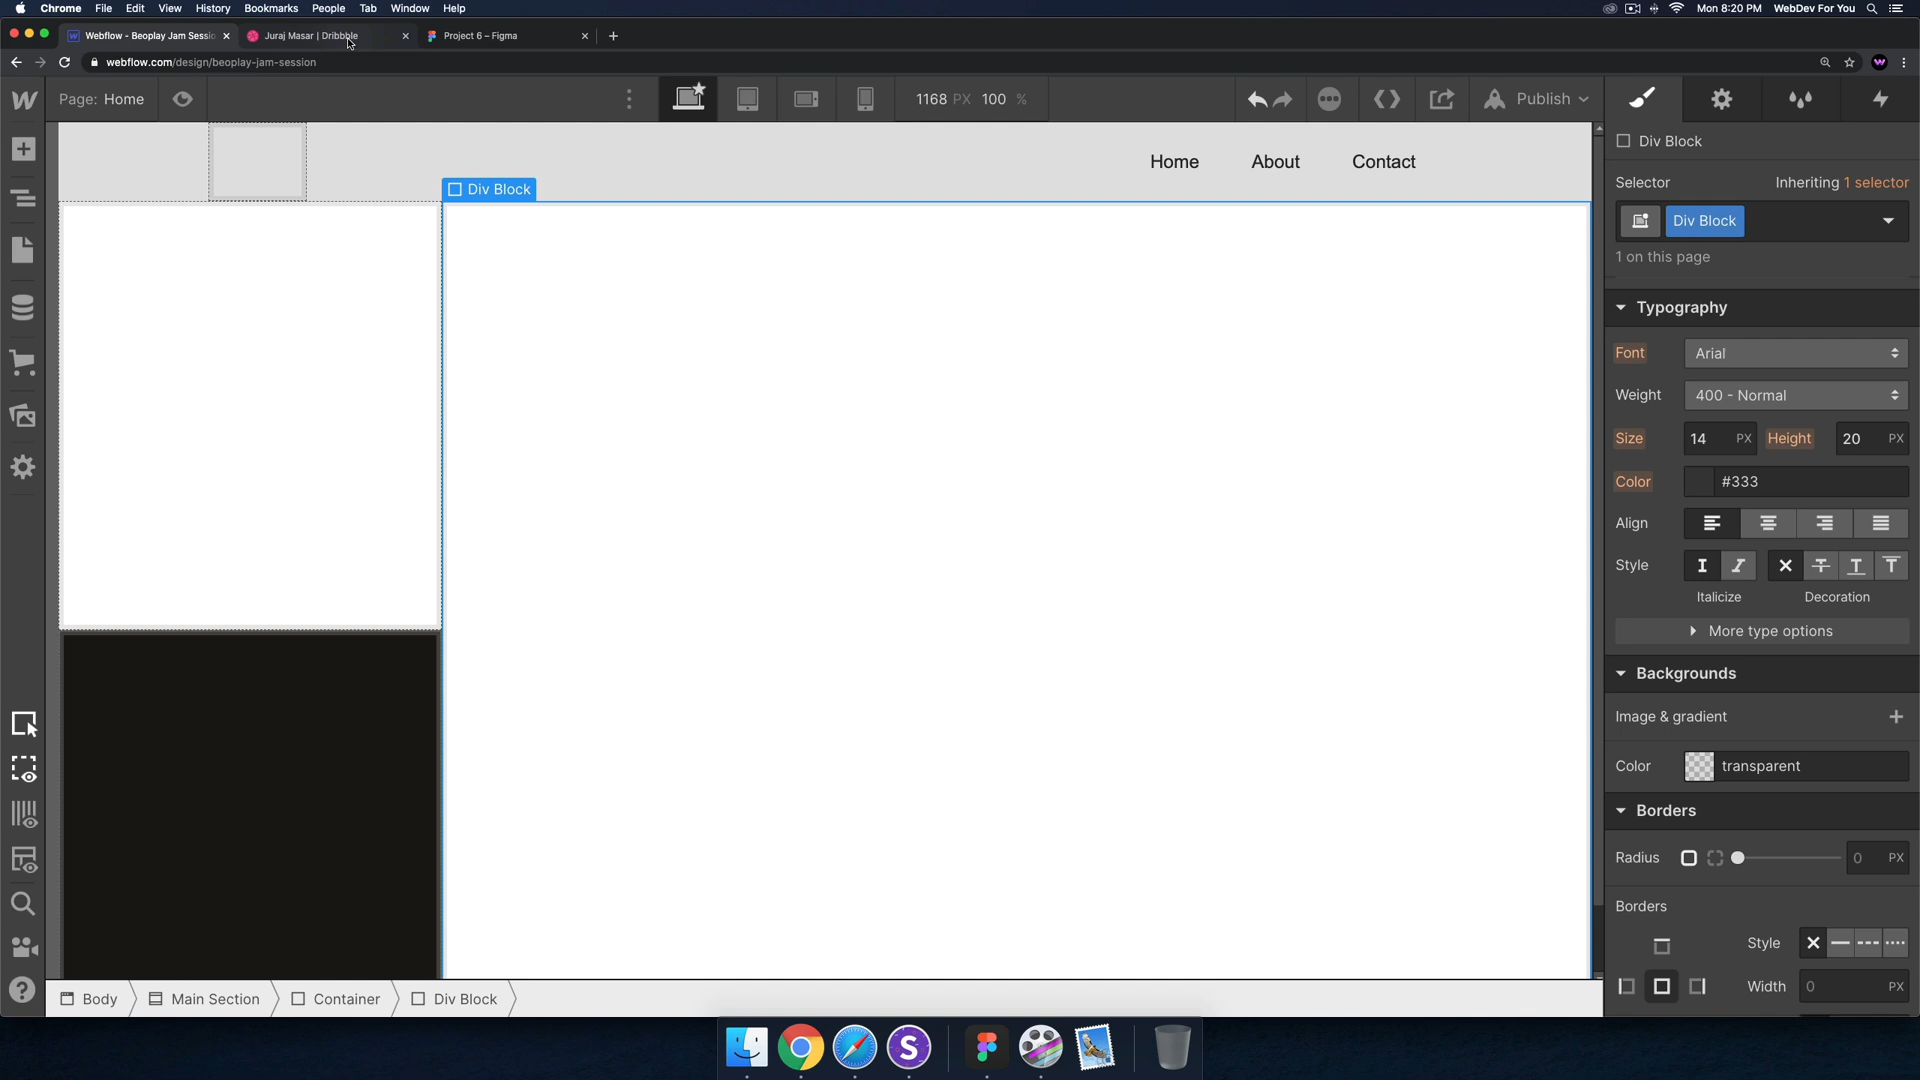 Chrome File Edit View History Bookmarks People Tab Window Help Mon 8:20 PM WebDev For You
Webflow - Beoplay Jam Sessio Juraj Masar | Dribbble Project 6 – Figma
webflow.com/design/beoplay-jam-session
Page: Home 1168 PX 100 % Publish
Div Block
Home About Contact
Selector Inheriting 1 selector
Div Block
Div Block
1 on this page
Typography
Font Arial
Weight 400 - Normal
Size 14 PX Height 20 PX
Color #333
Align
Style
Italicize Decoration
More type options
Backgrounds
Image & gradient
Color transparent
Borders
Radius 0 PX
Borders
Style
Width 0 PX
Body Main Section Container Div Block